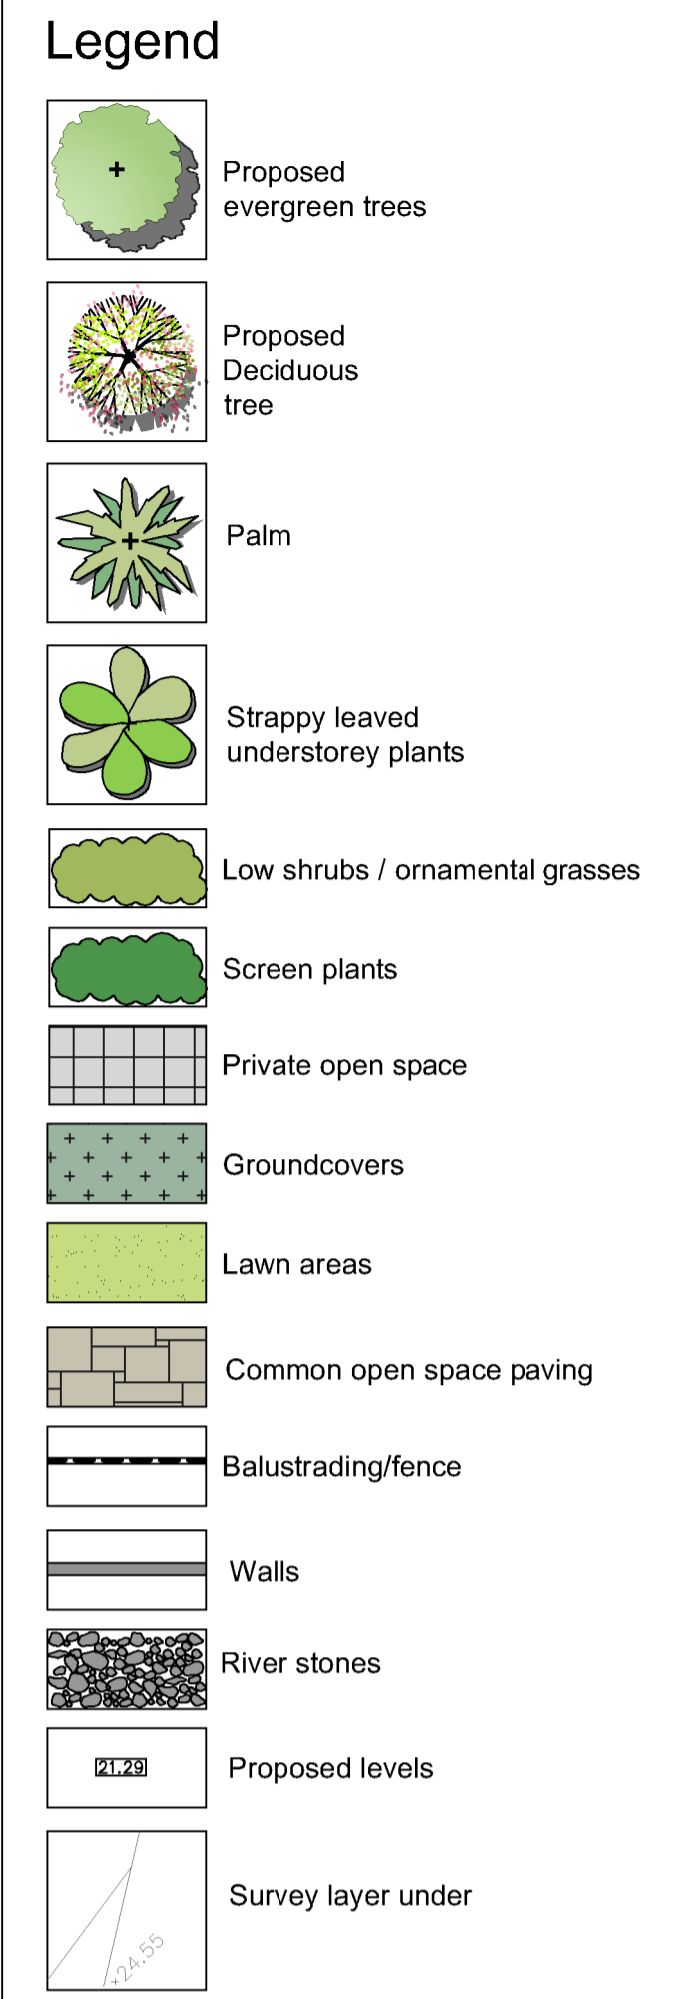 Legend
Proposed
evergreen trees
Proposed
Deciduous
tree
Palm
Strappy leaved
understorey plants
Low shrubs / ornamental grasses
Screen plants
Private open space
Groundcovers
Lawn areas
Common open space paving
Balustrading/fence
Walls
River stones
21.29
Proposed levels
Survey layer under
+24.55